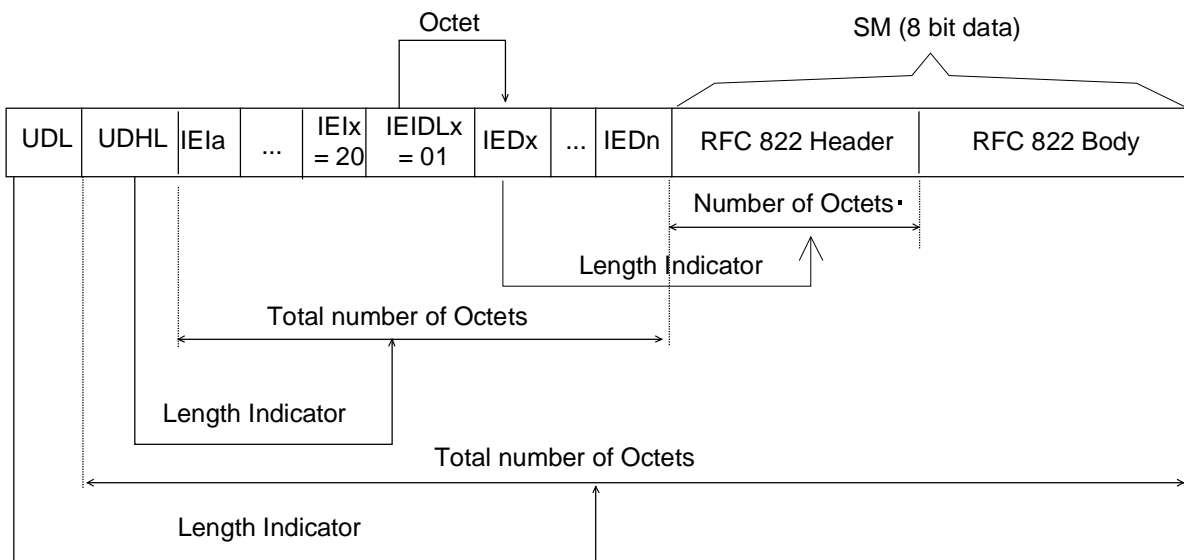 Octet
SM (8 bit data)
UDL
UDHL
IEIa
...
IEIx
= 20
IEIDLx
= 01
IEDx
...
IEDn
RFC 822 Header
RFC 822 Body
Number of Octets
Length Indicator
Total number of Octets
Length Indicator
Total number of Octets
Length Indicator